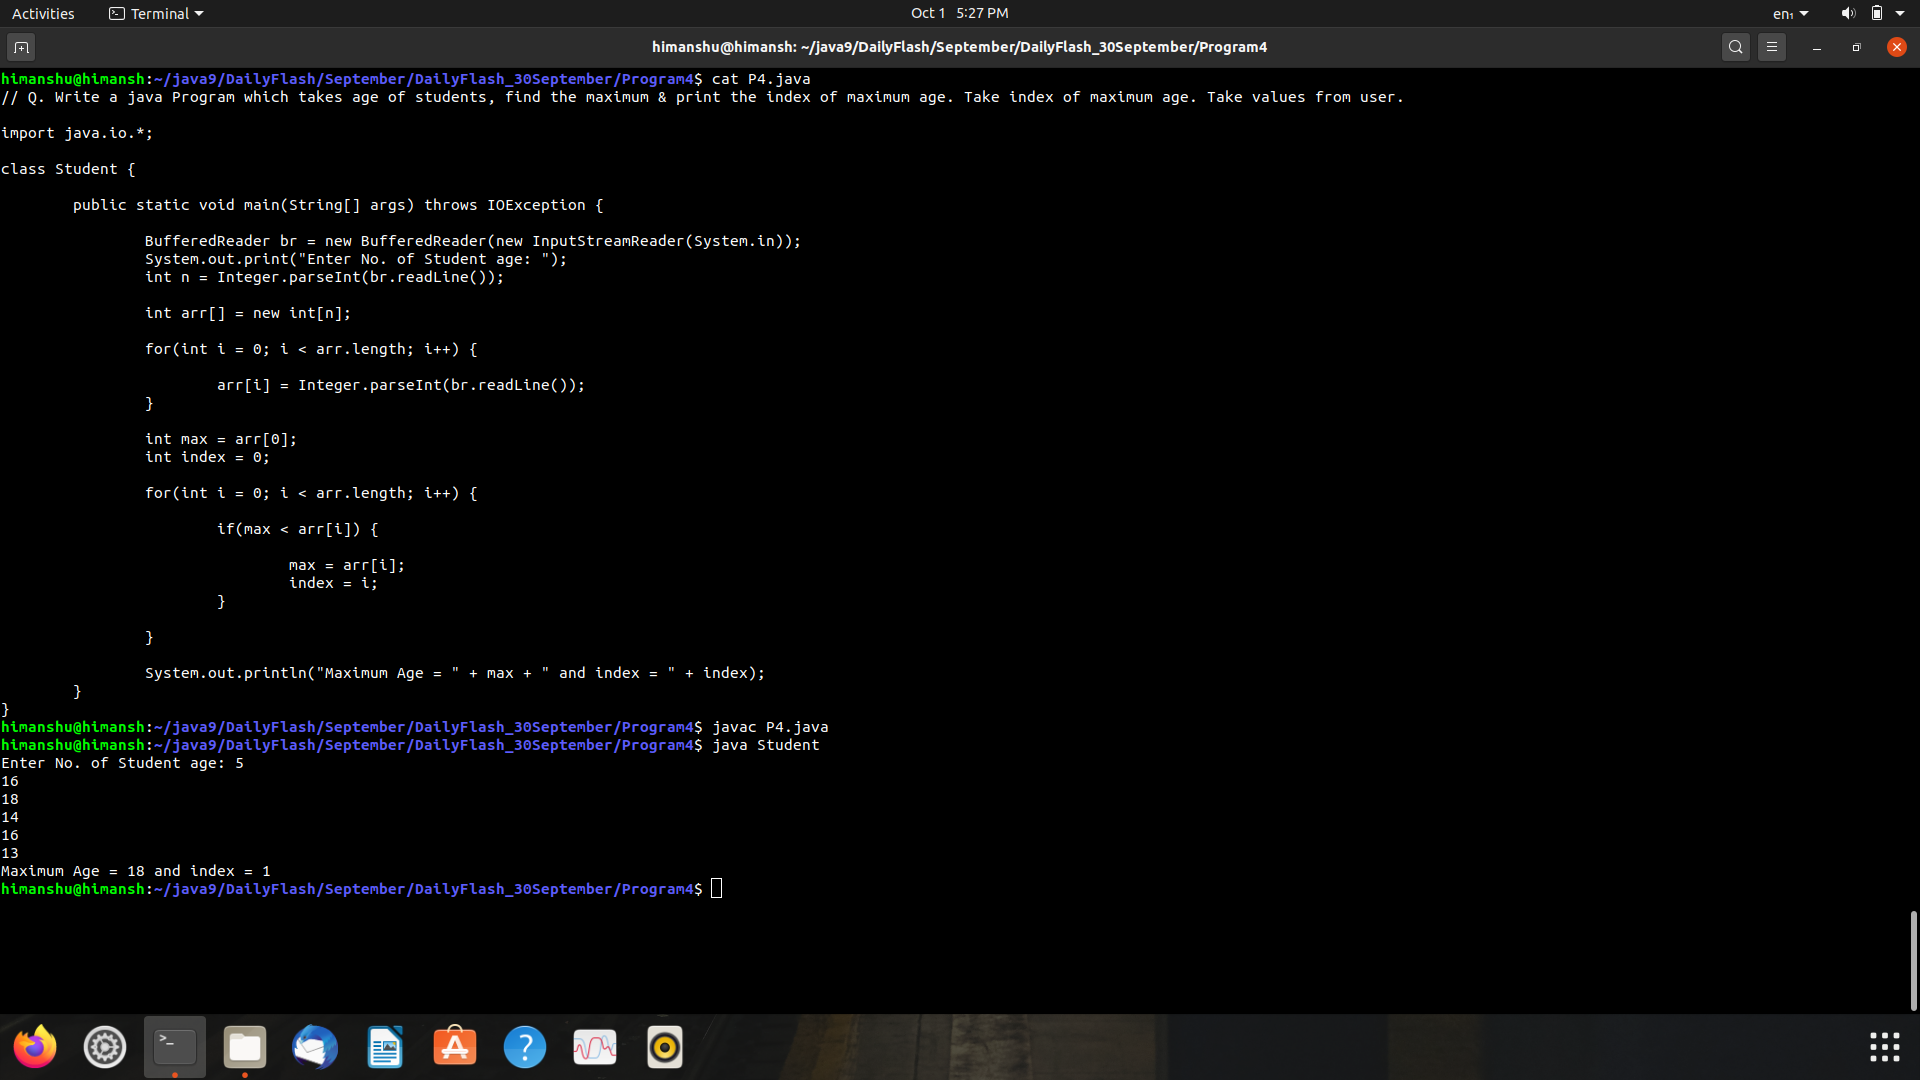 Activities Terminal Oct 1 5:27 PM en₁
himanshu@himansh: ~/java9/DailyFlash/September/DailyFlash_30September/Program4
himanshu@himansh:~/java9/DailyFlash/September/DailyFlash_30September/Program4$ cat P4.java
// Q. Write a java Program which takes age of students, find the maximum & print the index of maximum age. Take index of maximum age. Take values from user.
import java.io.*;
class Student {
public static void main(String[] args) throws IOException {
BufferedReader br = new BufferedReader(new InputStreamReader(System.in));
System.out.print("Enter No. of Student age: ");
int n = Integer.parseInt(br.readLine());
int arr[] = new int[n];
for(int i = 0; i < arr.length; i++) {
arr[i] = Integer.parseInt(br.readLine());
}
int max = arr[0];
int index = 0;
for(int i = 0; i < arr.length; i++) {
if(max < arr[i]) {
max = arr[i];
index = i;
}
}
System.out.println("Maximum Age = " + max + " and index = " + index);
}
}
himanshu@himansh:~/java9/DailyFlash/September/DailyFlash_30September/Program4$ javac P4.java
himanshu@himansh:~/java9/DailyFlash/September/DailyFlash_30September/Program4$ java Student
Enter No. of Student age: 5
16
18
14
16
13
Maximum Age = 18 and index = 1
himanshu@himansh:~/java9/DailyFlash/September/DailyFlash_30September/Program4$